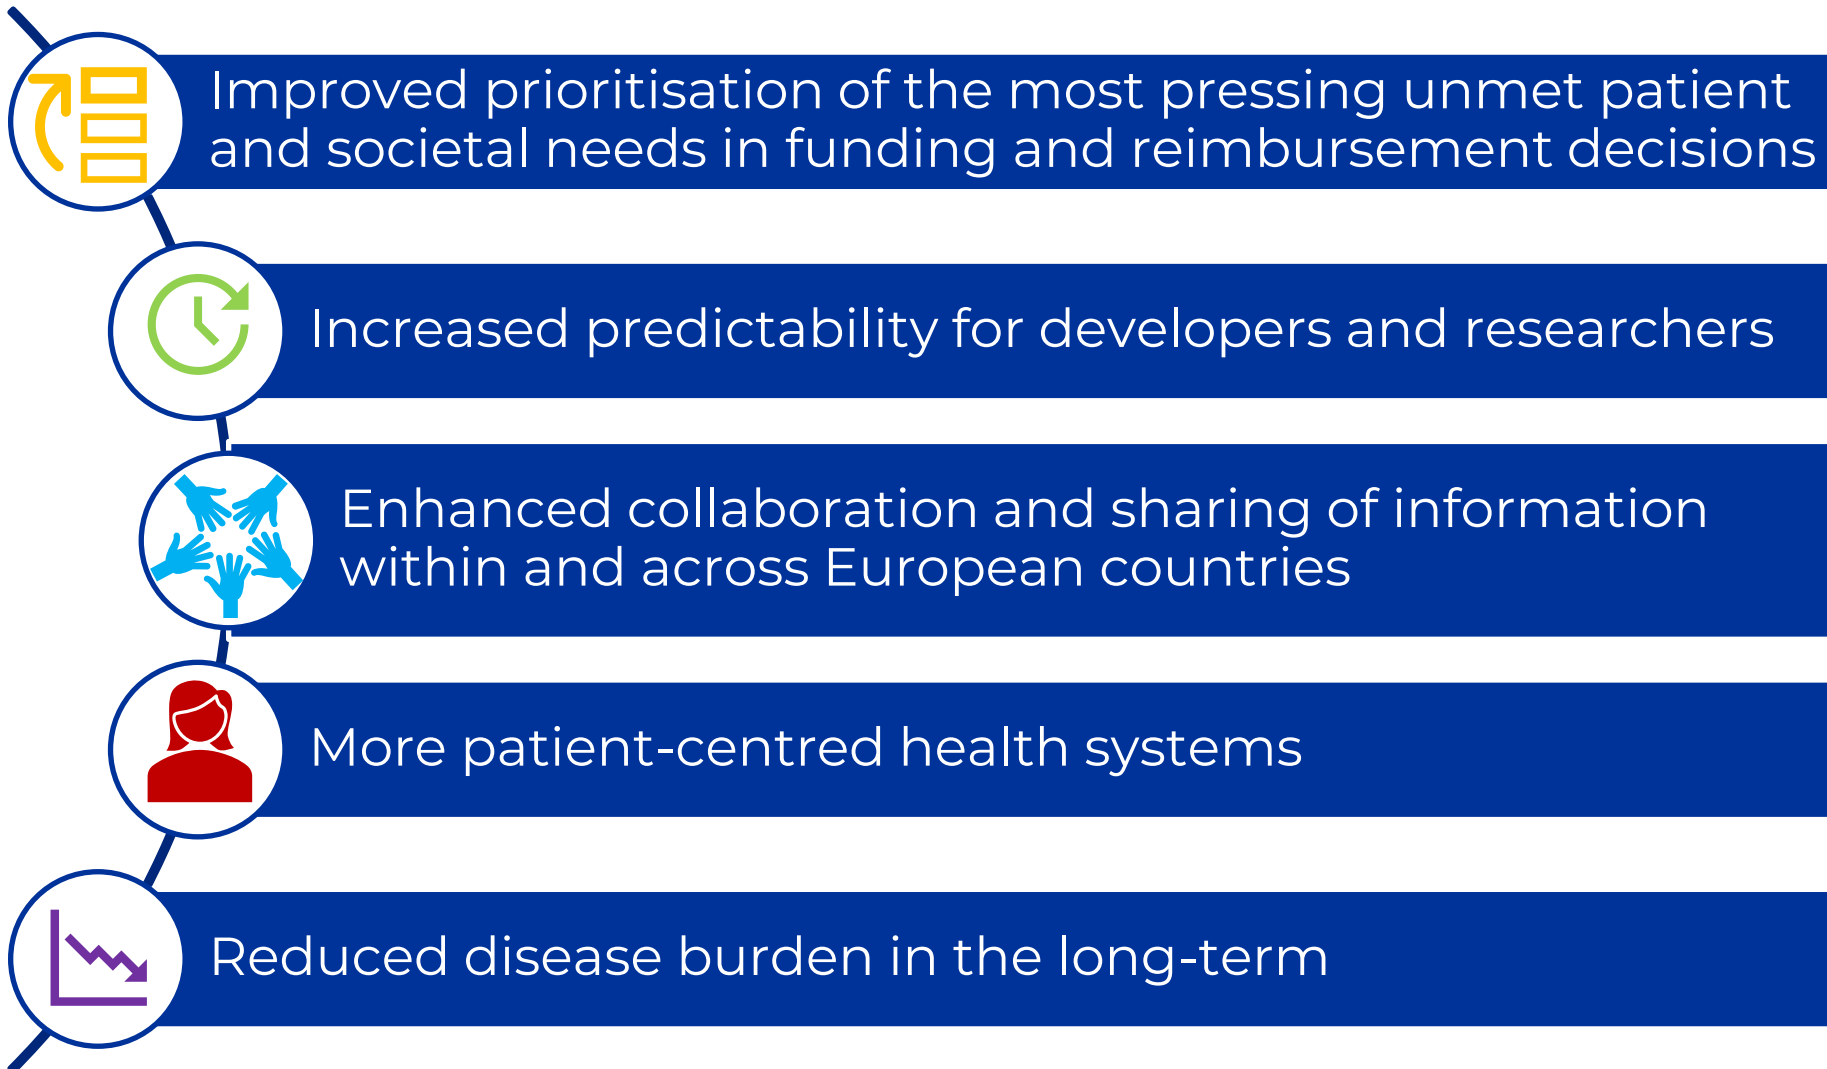 Improved prioritisation of the most pressing unmet patient
and societal needs in funding and reimbursement decisions
Increased predictability for developers and researchers
Enhanced collaboration and sharing of information
within and across European countries
More patient-centred health systems
Reduced disease burden in the long-term